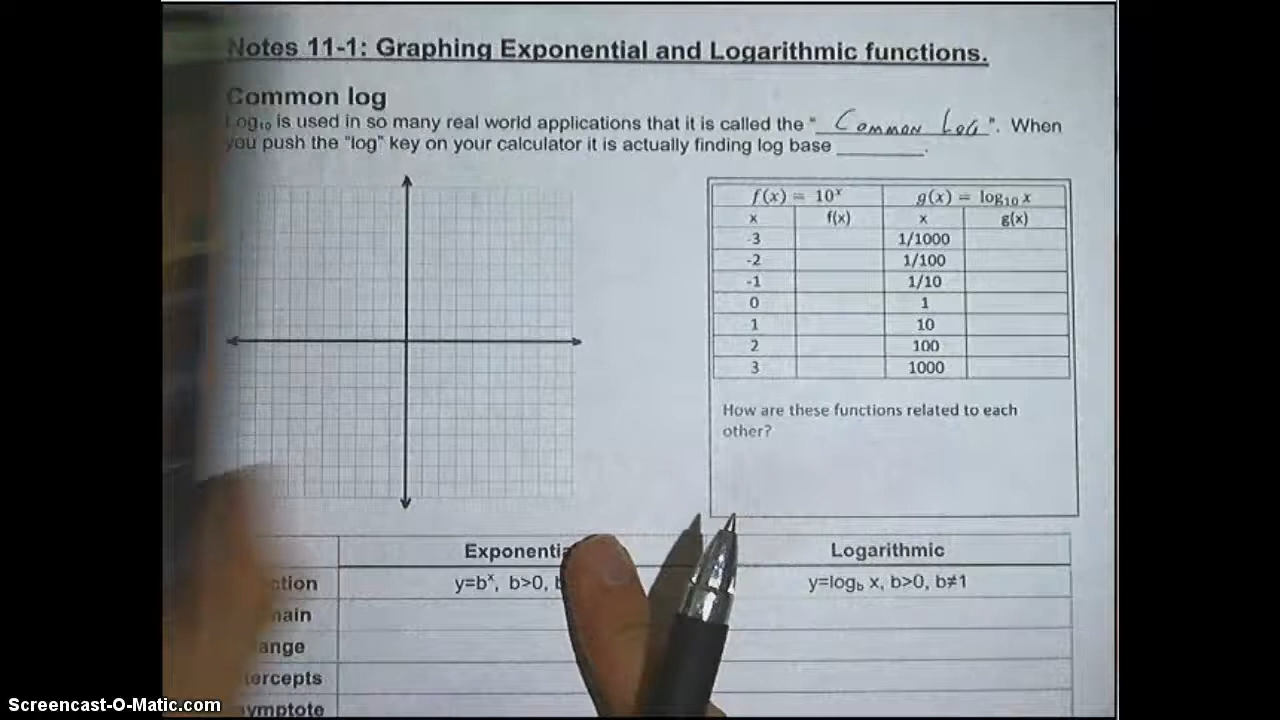 Notes 11-1: Graphing Exponential and Logarithmic functions.
Common log
Log₁₀ is used in so many real world applications that it is called the "Common Log". When
you push the "log" key on your calculator it is actually finding log base ________.
f(x) = 10ˣ g(x) = log₁₀ x
x f(x) x g(x)
-3 1/1000
-2 1/100
-1 1/10
0 1
1 10
2 100
3 1000
How are these functions related to each
other?
Logarithmic
y=bˣ, b>0, y=log_b x, b>0, b≠1
Screencast-O-Matic.com